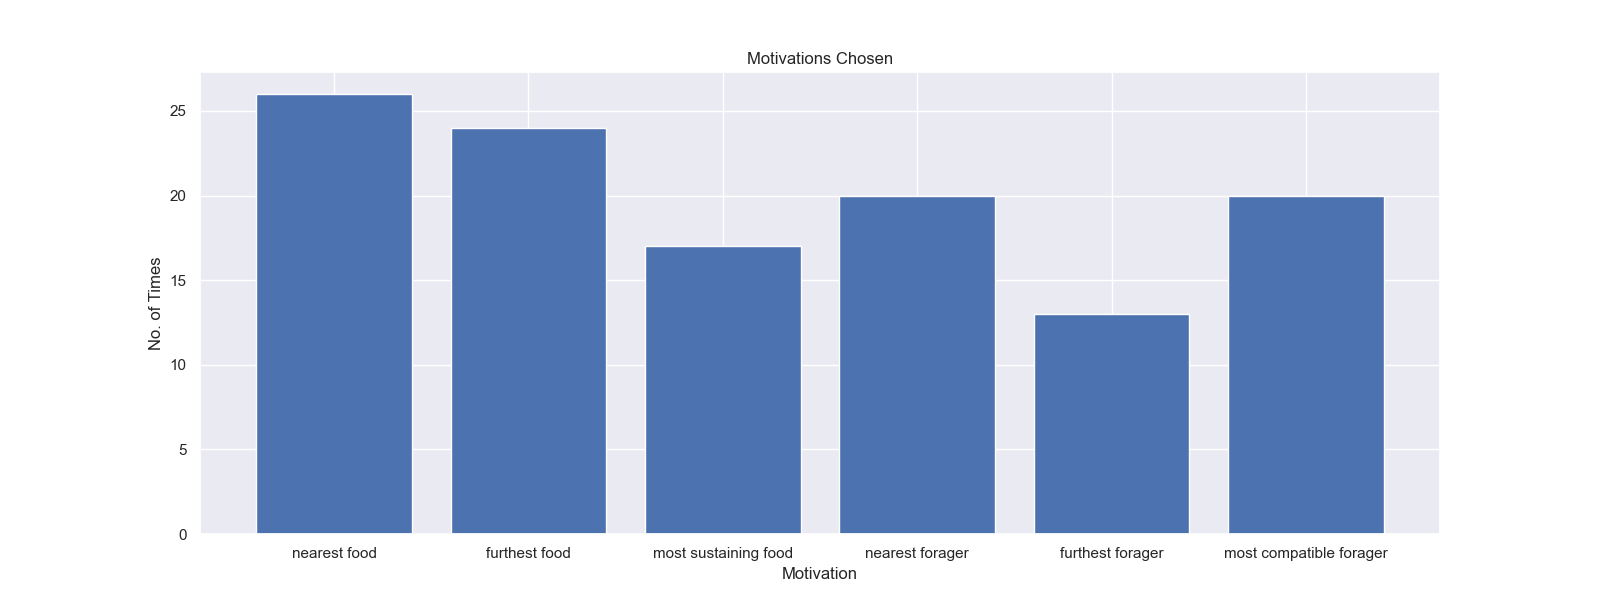 Motivations Chosen
25
20
15
10
5
0
No. of Times
nearest food
furthest food
most sustaining food
nearest forager
furthest forager
most compatible forager
Motivation